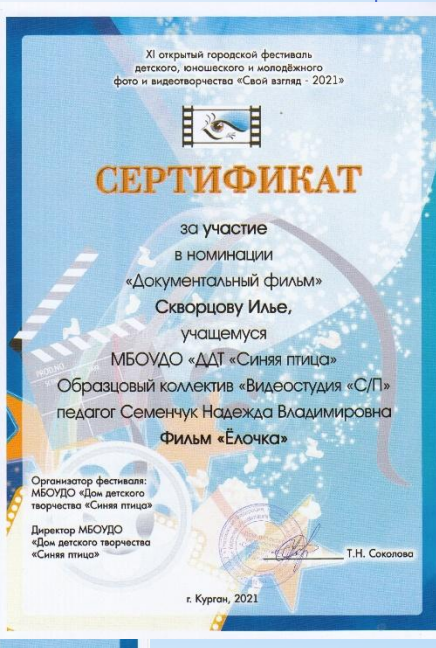 XI открытый городской фестиваль
детского, юношеского и молодёжного
фото и видеотворчества «Свой взгляд - 2021»
СЕРТИФИКАТ
за участие
в номинации
«Документальный фильм»
Скворцову Илье,
учащемуся
МБОУДО «ДДТ «Синяя птица»
Образцовый коллектив «Видеостудия «С/П»
педагог Семенчук Надежда Владимировна
Фильм «Ёлочка»
Организатор фестиваля:
МБОУДО «Дом детского
творчества «Синяя птица»
Директор МБОУДО
«Дом детского творчества
«Синяя птица»
Т.Н. Соколова
г. Курган, 2021